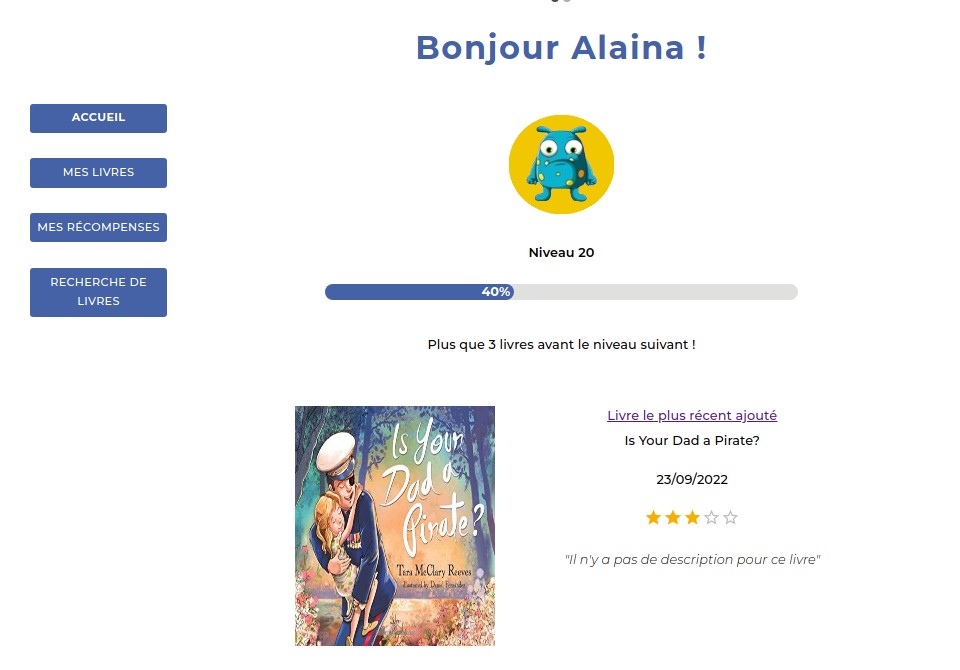 Bonjour Alaina !
ACCUEIL
MES LIVRES
MES RÉCOMPENSES
RECHERCHE DE
LIVRES
Niveau 20
40%
Plus que 3 livres avant le niveau suivant !
Is Your
Dad a
Pirate?
Tara McClary Reeves
Illustrated by
Livre le plus récent ajouté
Is Your Dad a Pirate?
23/09/2022
"Il n'y a pas de description pour ce livre"